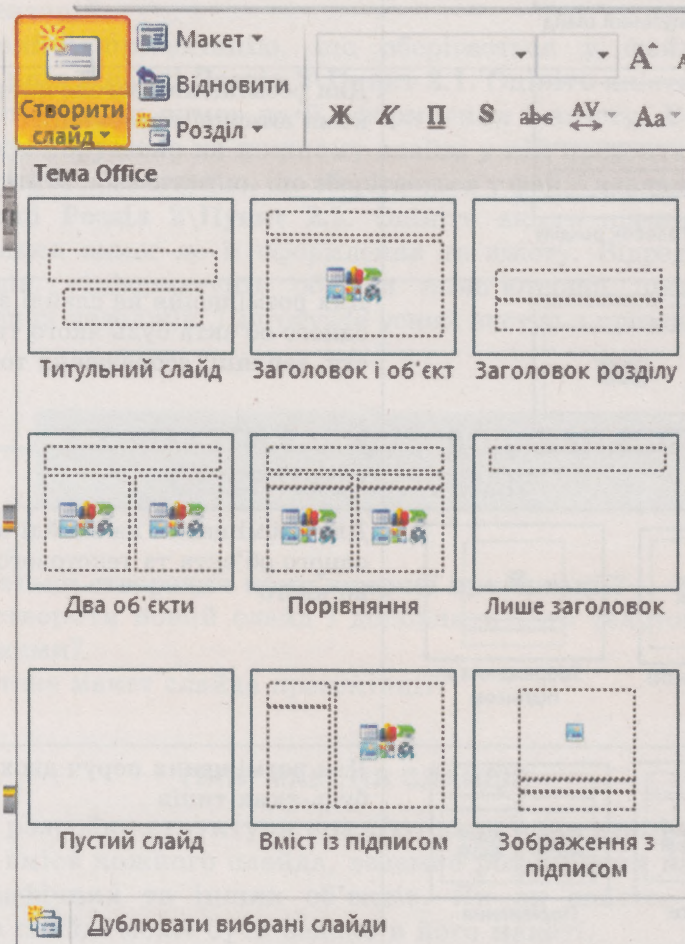 Створити
слайд
Макет
Відновити
Розділ
A
Ж К П S abc AV Aa
Тема Office
Титульний слайд Заголовок і об'єкт Заголовок розділу
Два об'єкти Порівняння Лише заголовок
Пустий слайд Вміст із підписом Зображення з
підписом
Дублювати вибрані слайди